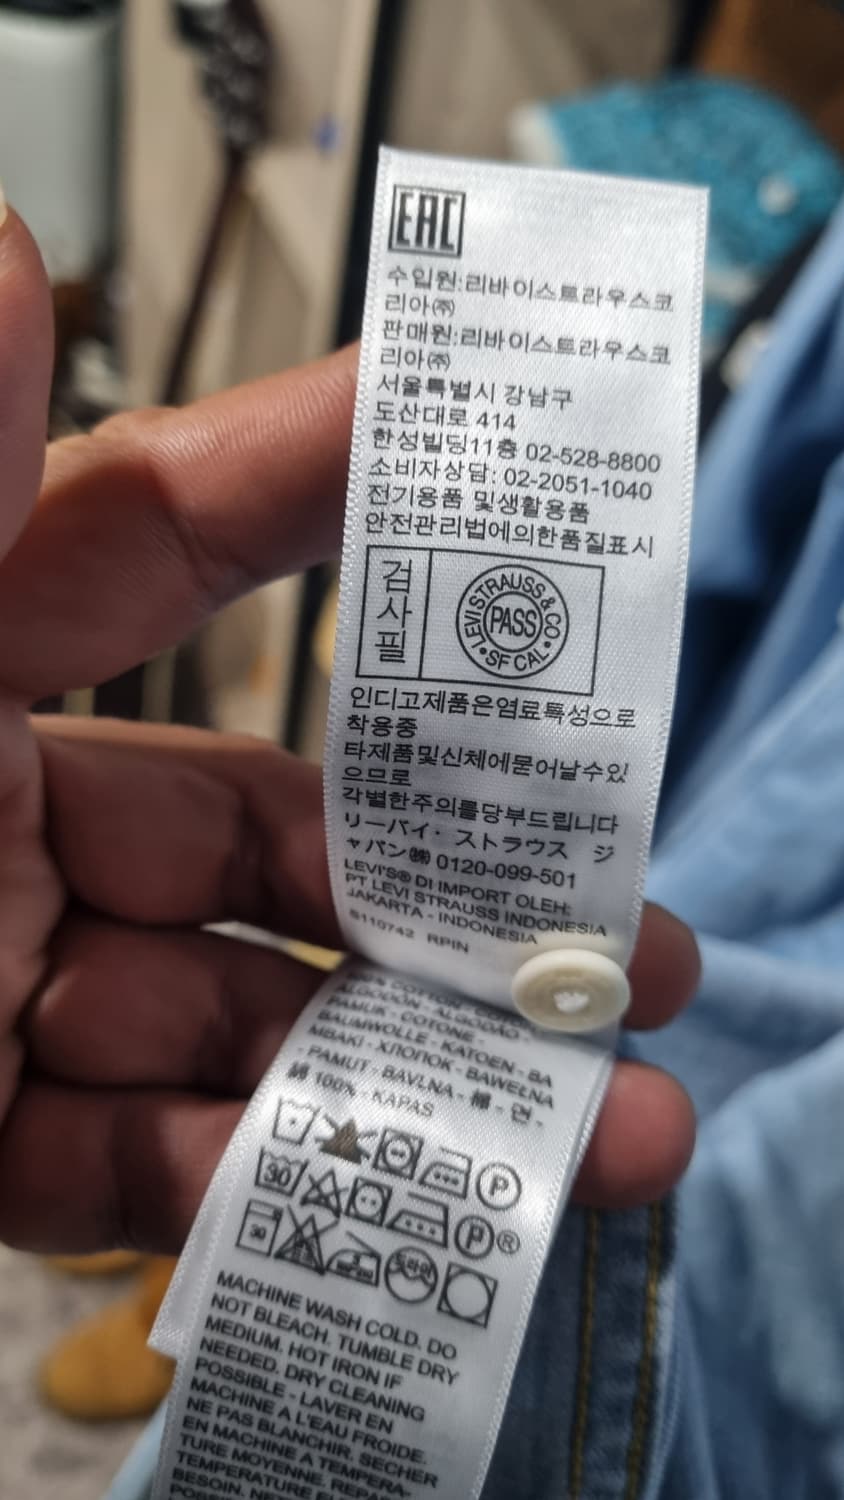 EAC
수입원:리바이스트라우스코
리아㈜
판매원:리바이스트라우스코
리아㈜
서울특별시 강남구
도산대로 414
한성빌딩11층 02-528-8800
소비자상담: 02-2051-1040
전기용품 및생활용품
안전관리법에의한품질표시
검사필
LEVI STRAUSS & CO
PASS
SF CAL
인디고제품은염료특성으로
착용중
타제품및신체에묻어날수있
으므로
각별한주의를당부드립니다
リーバイ・ ストラウス ジ
ャパン㈱ 0120-099-501
LEVI'S® DI IMPORT OLEH:
PT LEVI STRAUSS INDONESIA
JAKARTA - INDONESIA
S110742 RPIN
ALGODÓN - ALGODÃO -
PAMUK - COTONE -
BAUMWOLLE - KATOEN - BA
MBAKI - ХЛОПОК - BAWEŁNA
- PAMUT - BAVLNA - 棉 - 면 -
綿 100% - KAPAS
P
30
P ®
30
드라이
MACHINE WASH COLD. DO
NOT BLEACH. TUMBLE DRY
MEDIUM. HOT IRON IF
NEEDED. DRY CLEANING
POSSIBLE - LAVER EN
MACHINE A L'EAU FROIDE.
NE PAS BLANCHIR. SECHER
EN MACHINE A TEMPERA-
TURE MOYENNE. REPAS
TEMPERATURE
BESOIN.